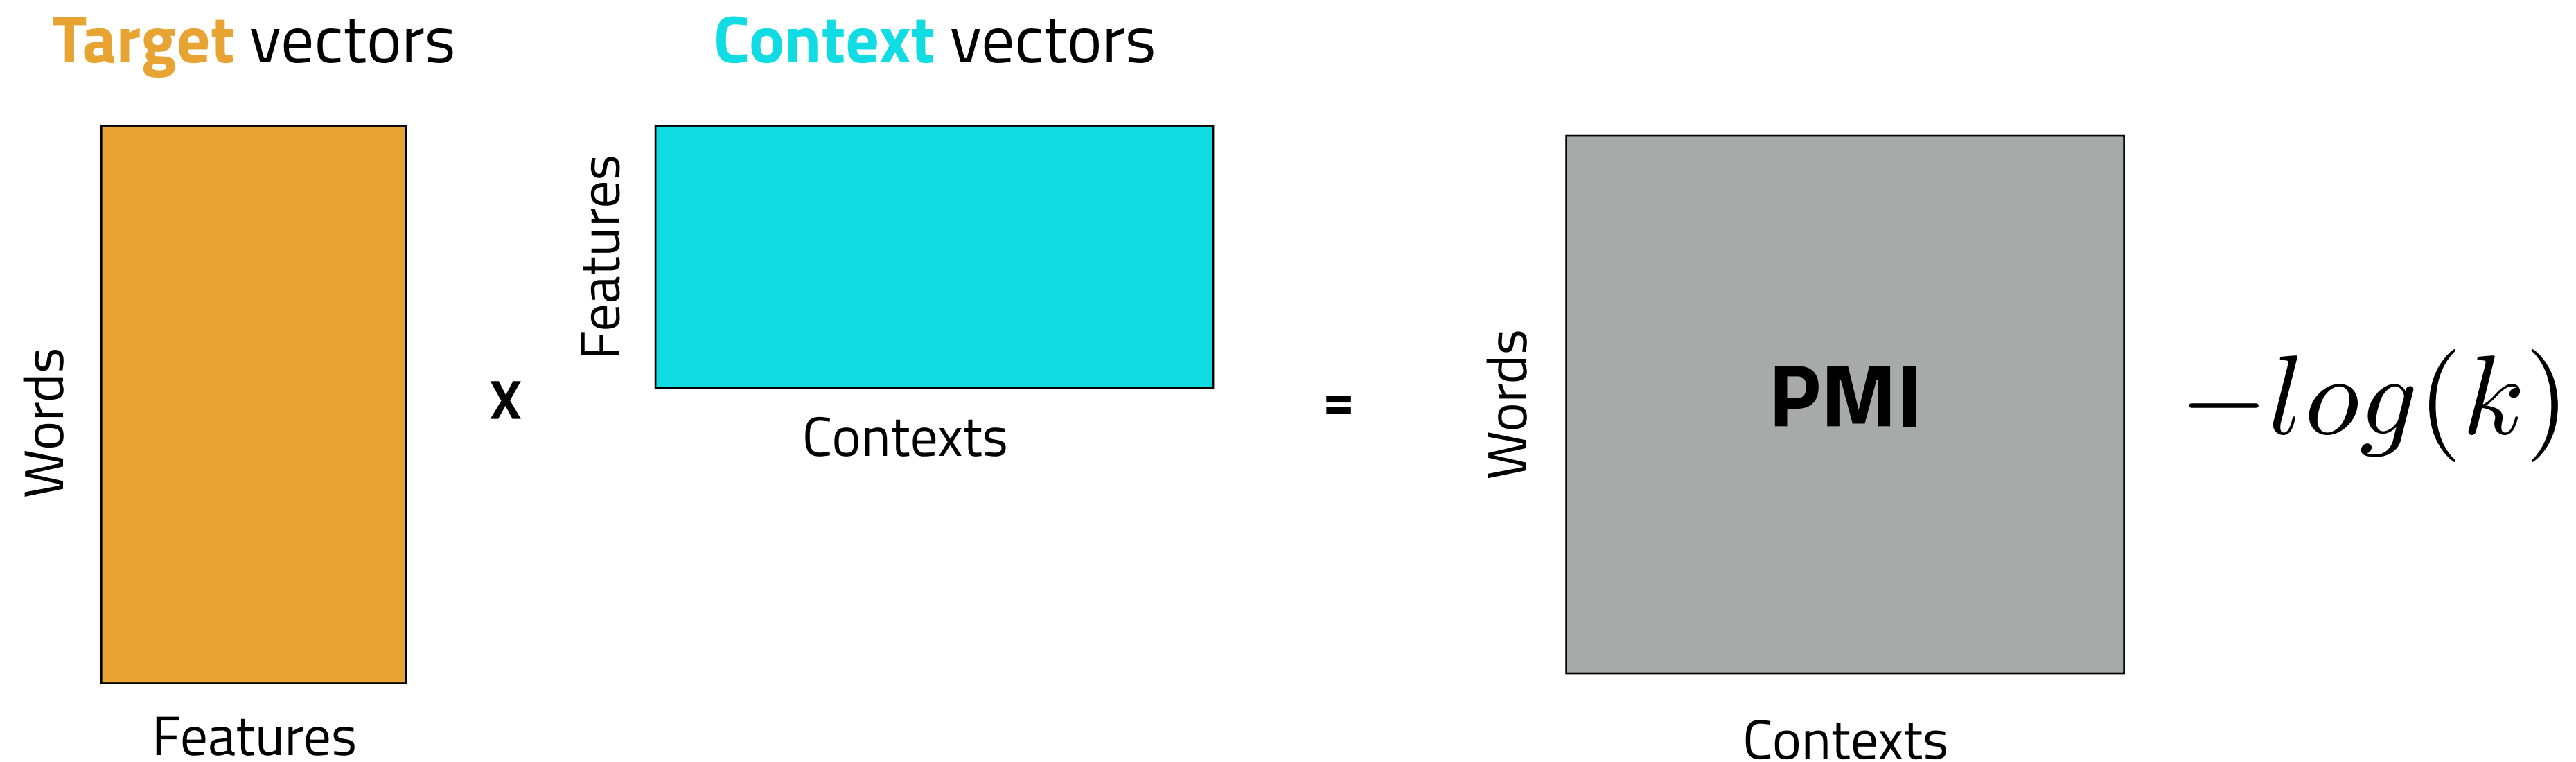 Target vectors
Words
Features
x
Context vectors
Features
Contexts
=
Words
PMI
Contexts
−log(k)